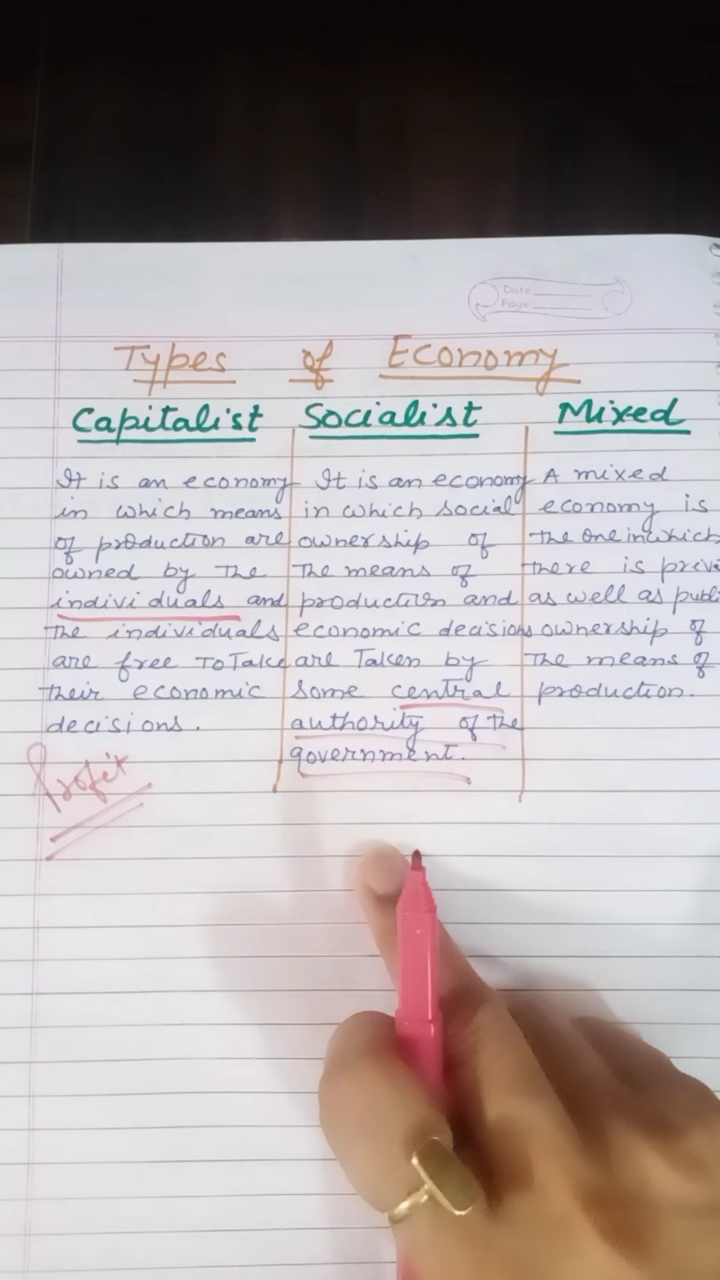 Date
Page
Types of Economy
Capitalist Socialist Mixed
It is an economy
in which means
of production are
owned by the
individuals and
the individuals
are free to take
their economic
decisions.
Profit
It is an economy
in which social
ownership of
the means of
production and
economic decisions
are taken by
some central
authority of the
government.
A mixed
economy is
the one in which
there is priva
as well as publi
ownership of
the means of
production.